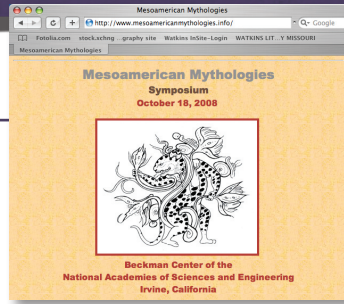 Mesoamerican Mythologies
http://www.mesoamericanmythologies.info/
Google
Fotolia.com stock.xchng ...graphy site Watkins InSite-Login WATKINS LIT...Y MISSOURI
Mesoamerican Mythologies
Mesoamerican Mythologies
Symposium
October 18, 2008
Beckman Center of the
National Academies of Sciences and Engineering
Irvine, California